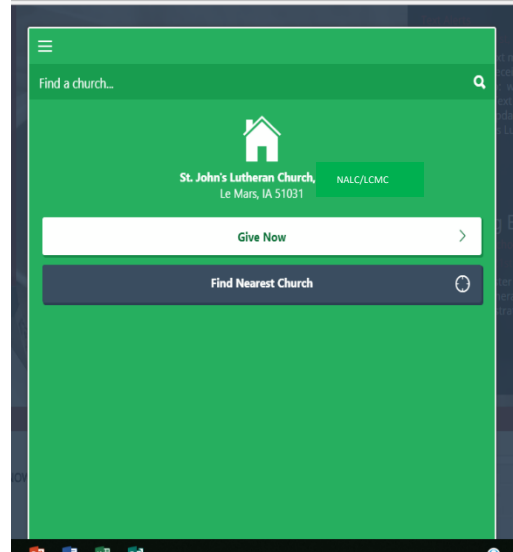 Find a church...
St. John's Lutheran Church, NALC/LCMC
Le Mars, IA 51031
Give Now
Find Nearest Church